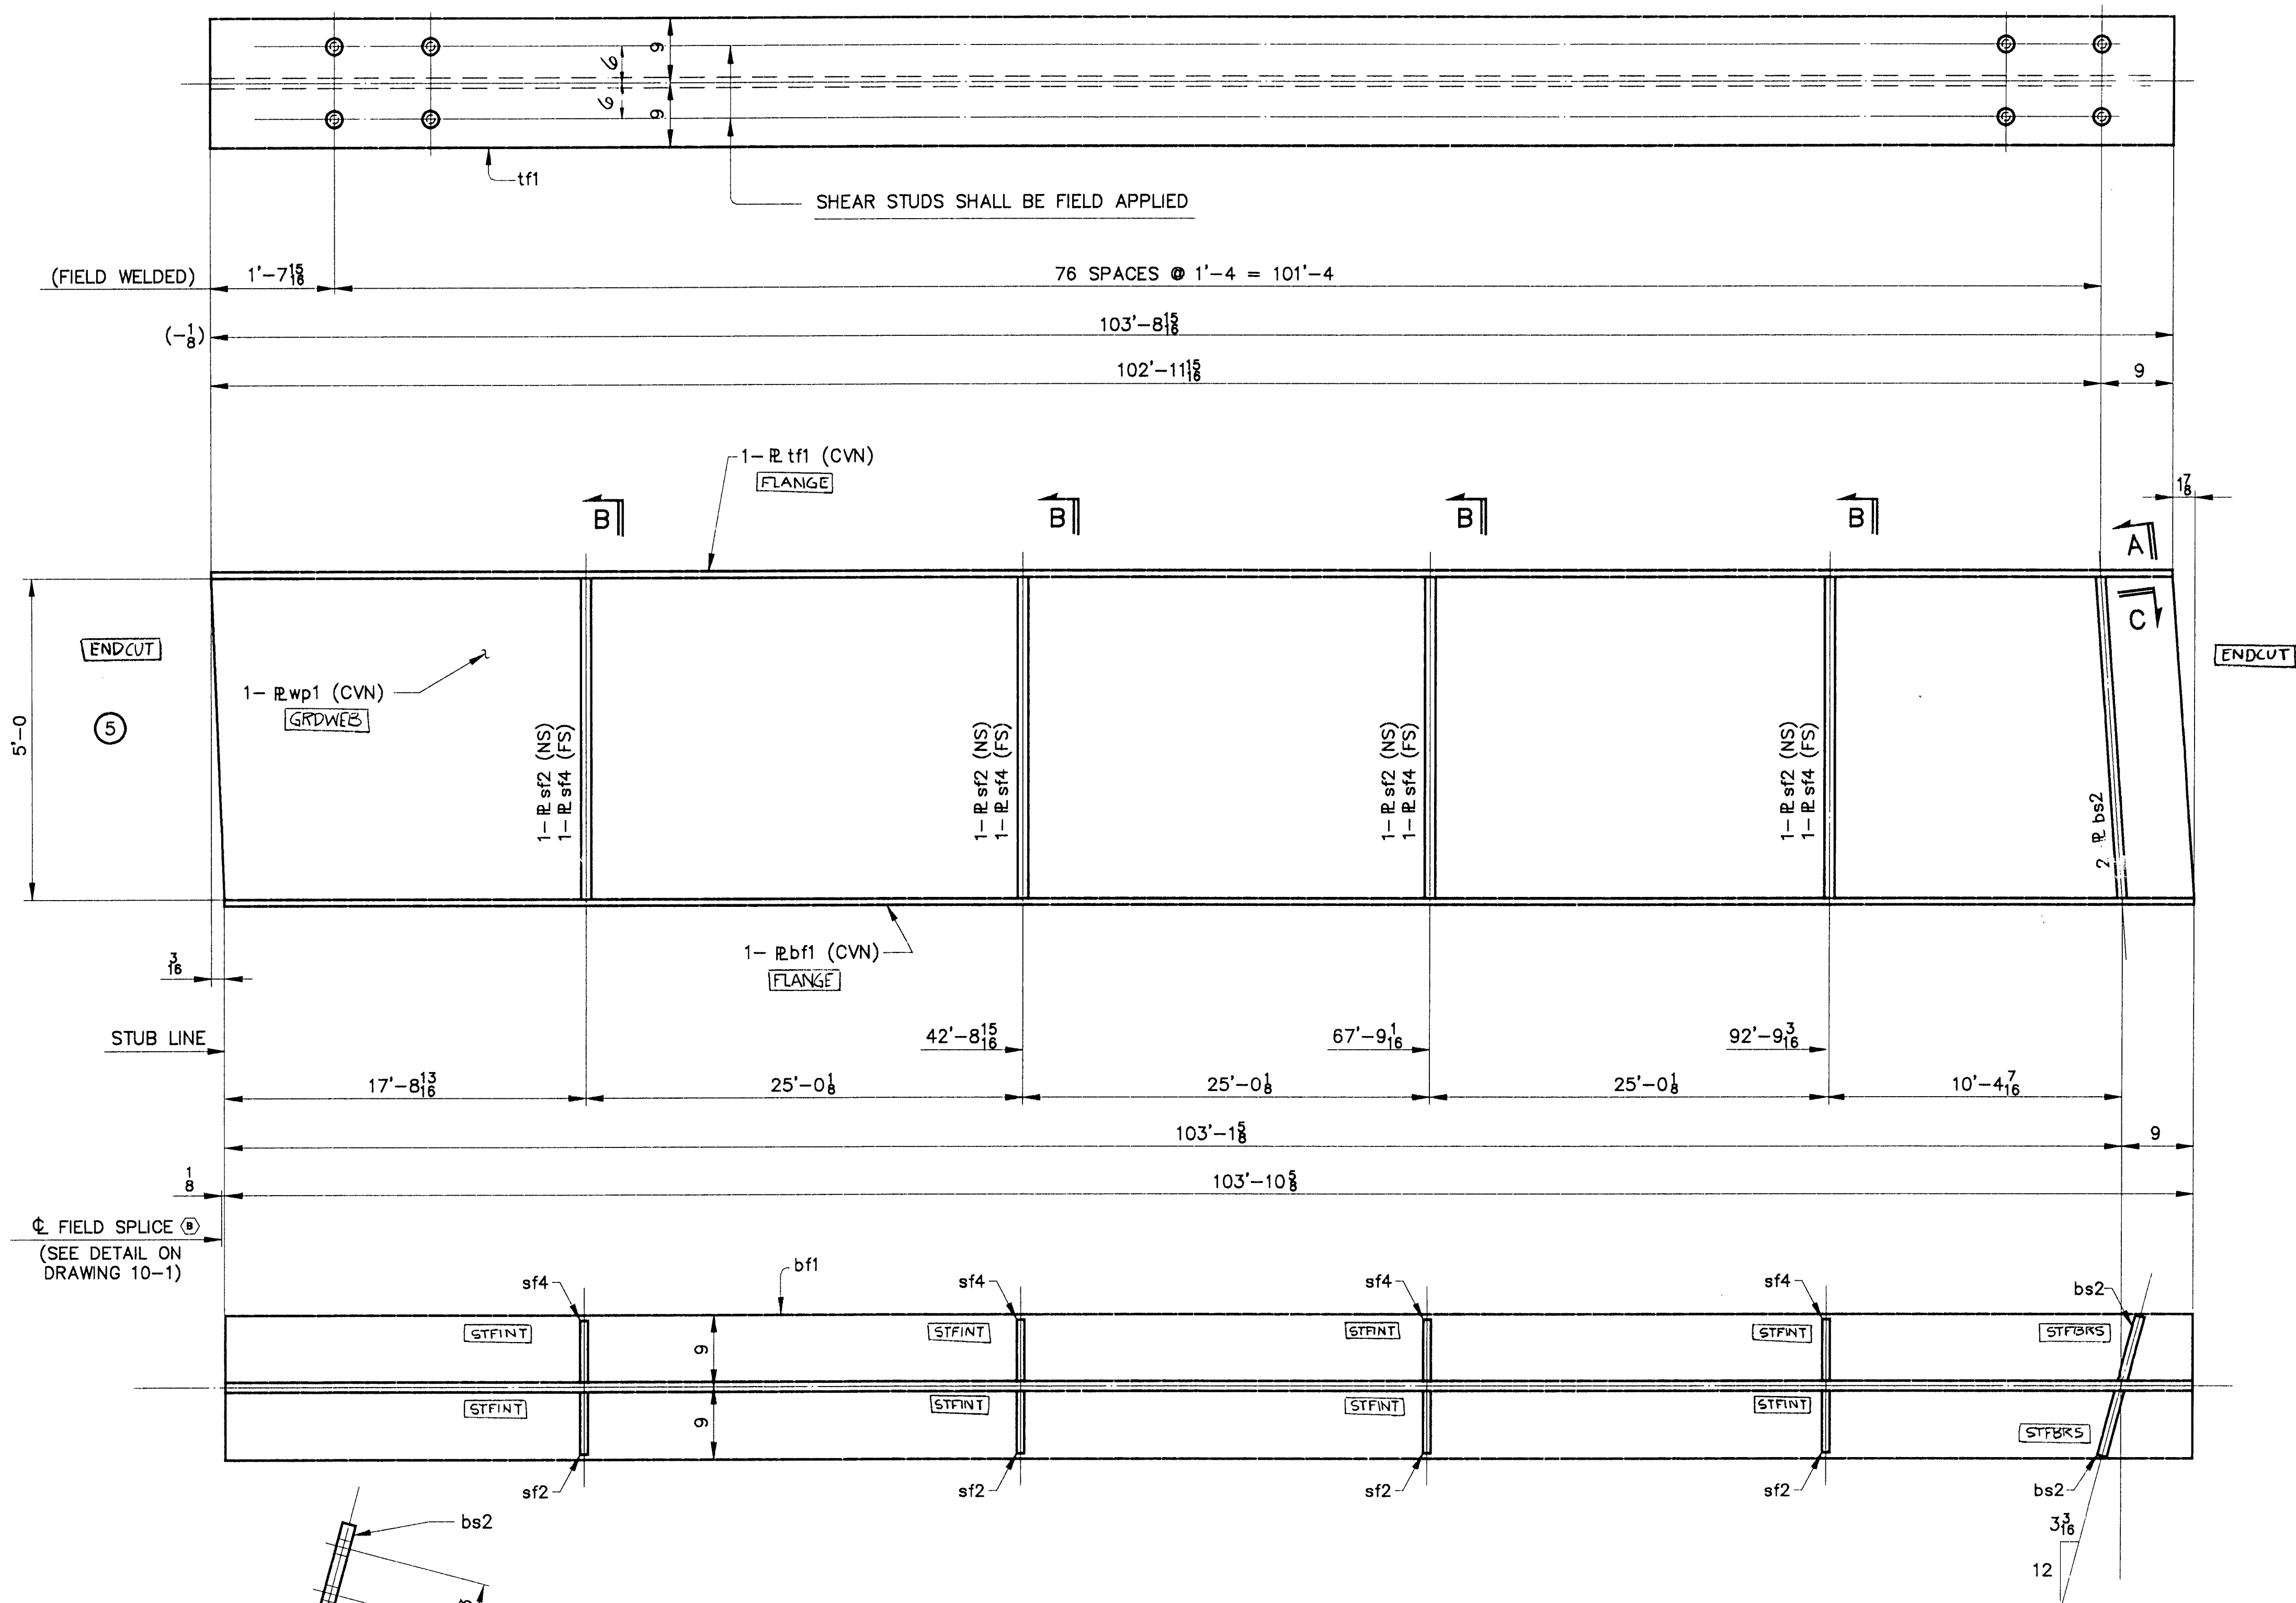 9
6
6
9
tf1
SHEAR STUDS SHALL BE FIELD APPLIED
(FIELD WELDED)
1'-7 15/16
76 SPACES @ 1'-4 = 101'-4
(-1/8)
103'-8 15/16
102'-11 15/16
9
1- PL tf1 (CVN)
FLANGE
B
B
B
B
1 7/8
A
C
ENDCUT
ENDCUT
1- PL wp1 (CVN)
GRDWEB
5
5'-0
1- PL sf2 (NS)
1- PL sf4 (FS)
1- PL sf2 (NS)
1- PL sf4 (FS)
1- PL sf2 (NS)
1- PL sf4 (FS)
1- PL sf2 (NS)
1- PL sf4 (FS)
2 PL bs2
1- PL bf1 (CVN)
FLANGE
3/16
STUB LINE
42'-8 15/16
67'-9 1/16
92'-9 3/16
17'-8 13/16
25'-0 1/8
25'-0 1/8
25'-0 1/8
10'-4 7/16
103'-1 5/8
9
1/8
103'-10 5/8
℄ FIELD SPLICE B
(SEE DETAIL ON
DRAWING 10-1)
bf1
sf4
sf4
sf4
sf4
bs2
STFINT
STFINT
STFINT
STFINT
STFBRS
9
STFINT
STFINT
STFINT
STFINT
STFBRS
9
sf2
sf2
sf2
sf2
bs2
bs2
3 3/16
12